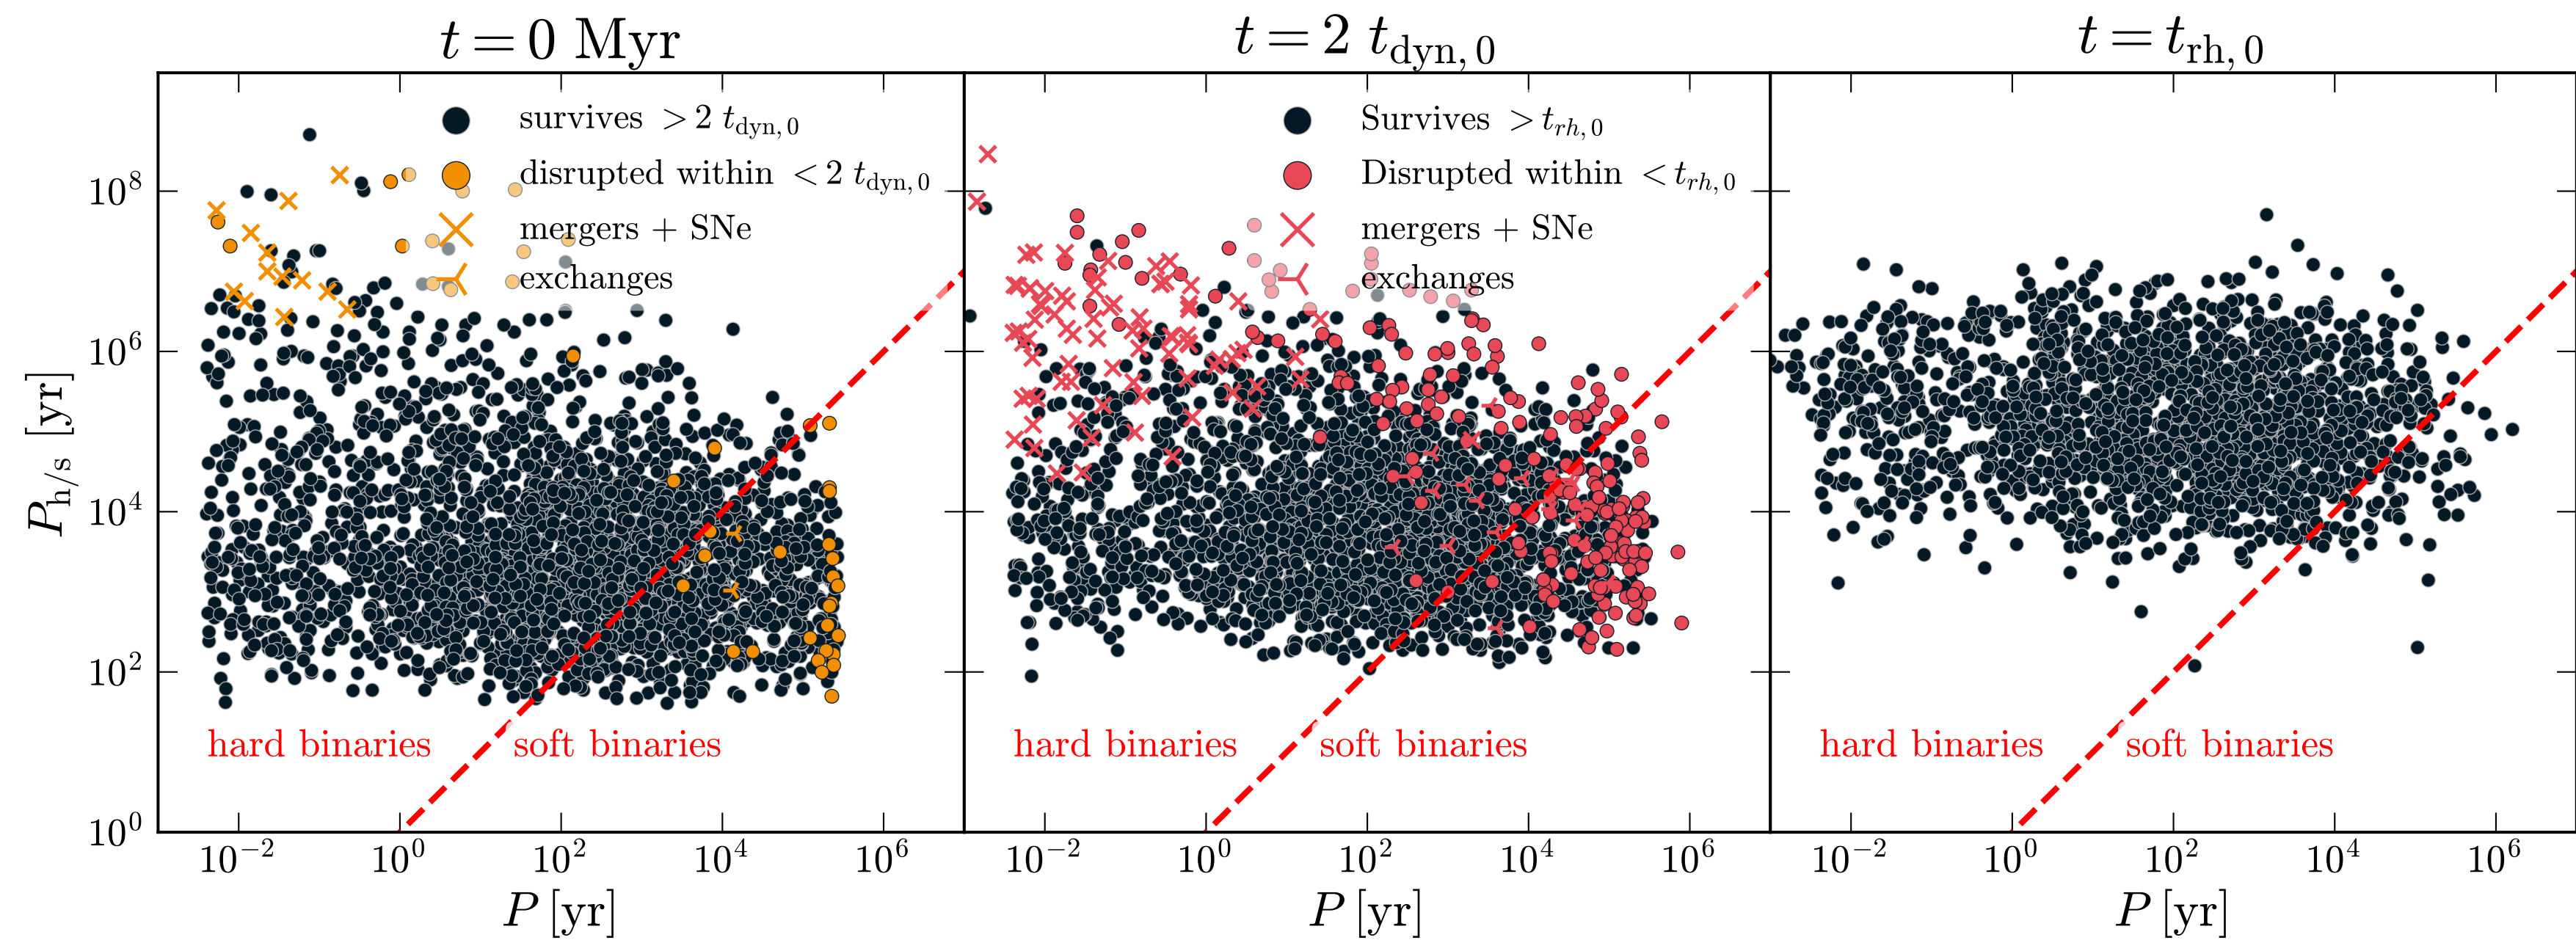 t = 0 Myr
t = 2 t_dyn, 0
t = t_rh, 0
survives > 2 t_dyn, 0
disrupted within < 2 t_dyn, 0
mergers + SNe
exchanges
Survives > t_rh, 0
Disrupted within < t_rh, 0
mergers + SNe
exchanges
P_h/s [yr]
10^8
10^6
10^4
10^2
10^0
hard binaries
soft binaries
hard binaries
soft binaries
hard binaries
soft binaries
10^−2 10^0 10^2 10^4 10^6
10^−2 10^0 10^2 10^4 10^6
10^−2 10^0 10^2 10^4 10^6
P [yr]
P [yr]
P [yr]